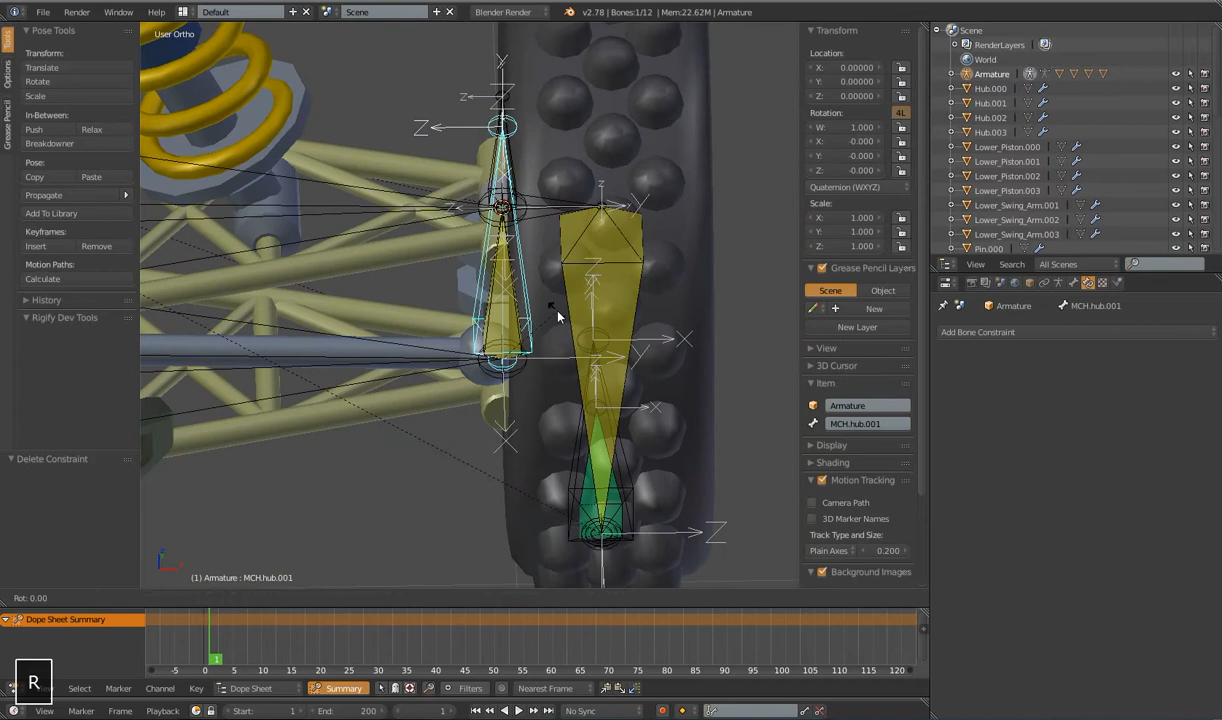 File Render Window Help Default Scene Blender Render v2.78 | Bones:1/12 | Mem:22.62M | Armature
Tools
Options
Grease Pencil
Pose Tools
Transform:
Translate
Rotate
Scale
In-Between:
Push Relax
Breakdowner
Pose:
Copy Paste
Propagate
Add To Library
Keyframes:
Insert Remove
Motion Paths:
Calculate
History
Rigify Dev Tools
Delete Constraint
User Ortho
(1) Armature : MCH.hub.001
Rot: 0.00
Transform
Location:
X: 0.00000
Y: 0.00000
Z: 0.00000
Rotation: 4L
W: 1.000
X: -0.000
Y: -0.000
Z: -0.000
Quaternion (WXYZ)
Scale:
X: 1.000
Y: 1.000
Z: 1.000
Grease Pencil Layers
Scene Object
New
New Layer
View
3D Cursor
Item
Armature
MCH.hub.001
Display
Shading
Motion Tracking
Camera Path
3D Marker Names
Track Type and Size:
Plain Axes 0.200
Background Images
Scene
RenderLayers
World
Armature
Hub.000
Hub.001
Hub.002
Hub.003
Lower_Piston.000
Lower_Piston.001
Lower_Piston.002
Lower_Piston.003
Lower_Swing_Arm.001
Lower_Swing_Arm.002
Lower_Swing_Arm.003
Pin.000
View Search All Scenes
Armature MCH.hub.001
Add Bone Constraint
Dope Sheet Summary
1
-5 0 5 10 15 20 25 30 35 40 45 50 55 60 65 70 75 80 85 90 95 100 105 110 115 120
R
Select Marker Channel Key Dope Sheet Summary Filters Nearest Frame
View Marker Frame Playback Start: 1 End: 200 1 No Sync